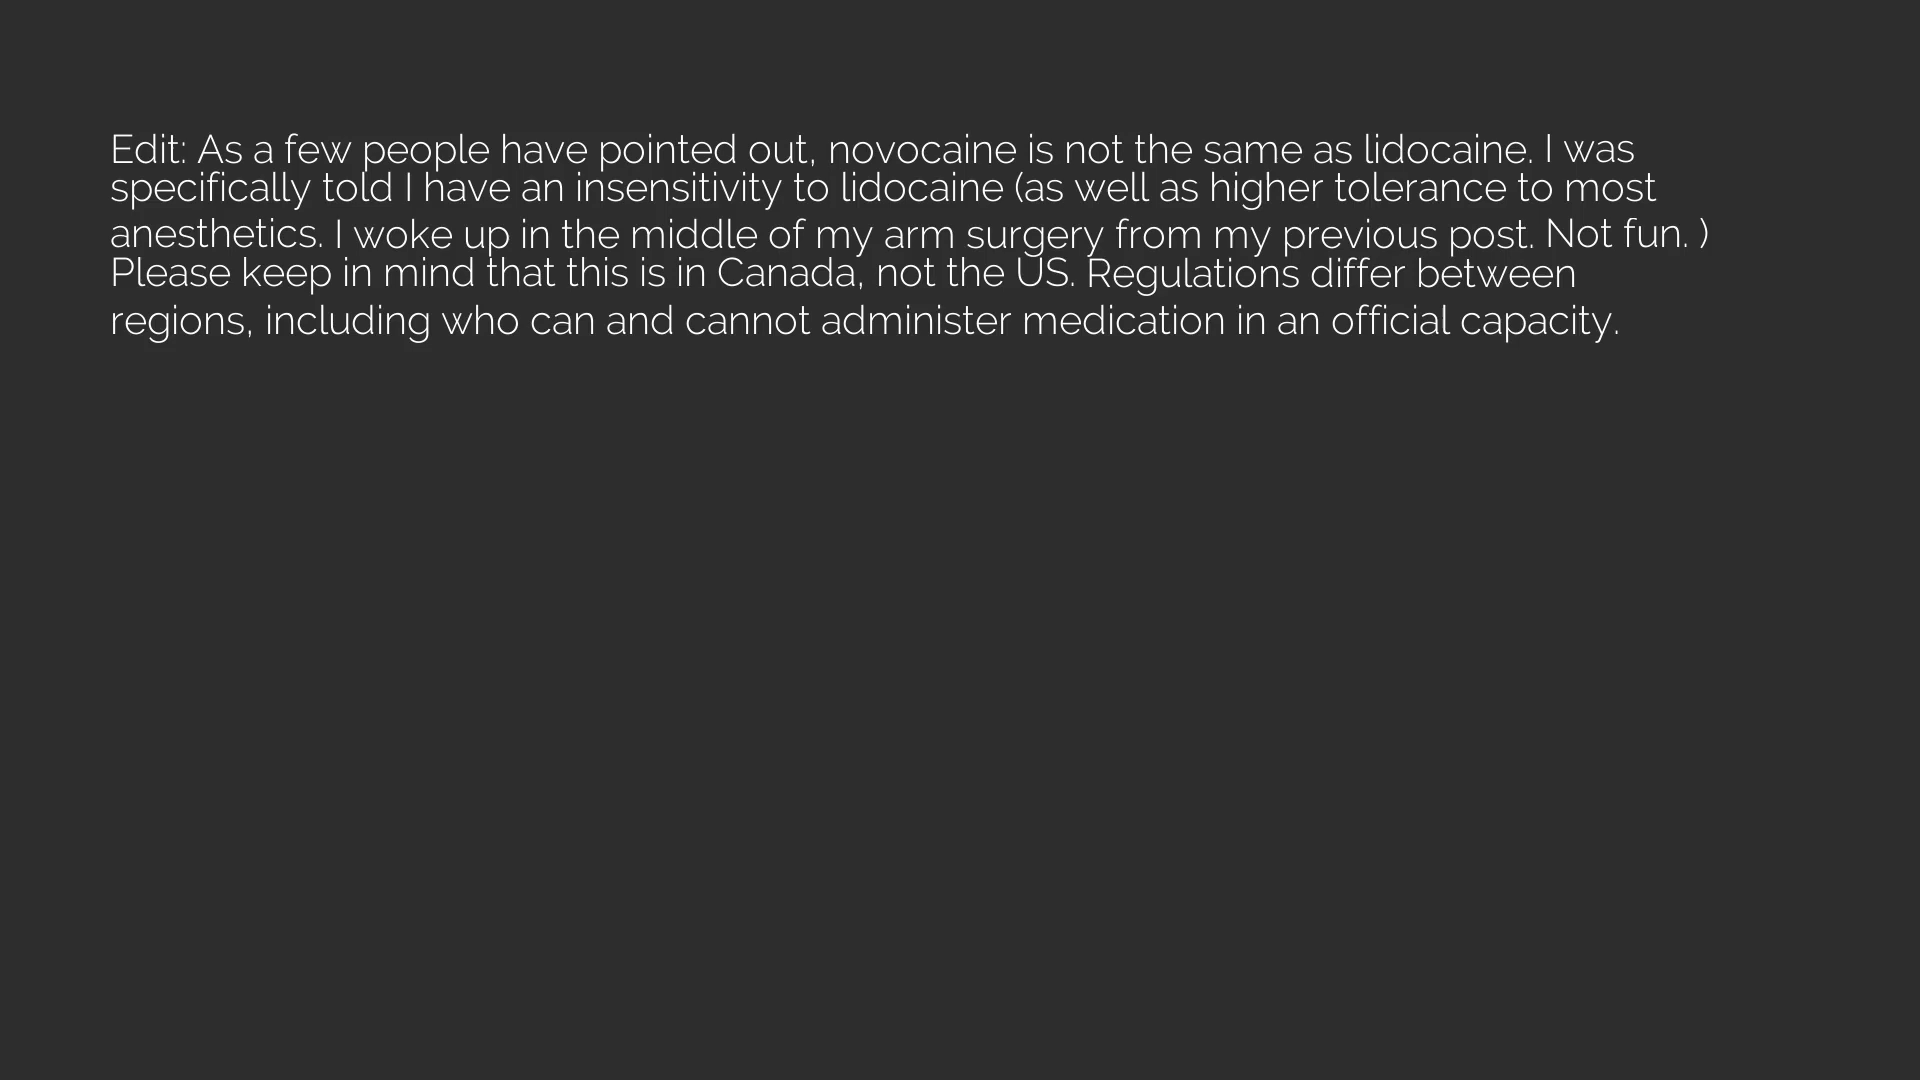 Edit: As a few people have pointed out, novocaine is not the same as lidocaine. I was
specifically told I have an insensitivity to lidocaine (as well as higher tolerance to most
anesthetics. I woke up in the middle of my arm surgery from my previous post. Not fun. )
Please keep in mind that this is in Canada, not the US. Regulations differ between
regions, including who can and cannot administer medication in an official capacity.